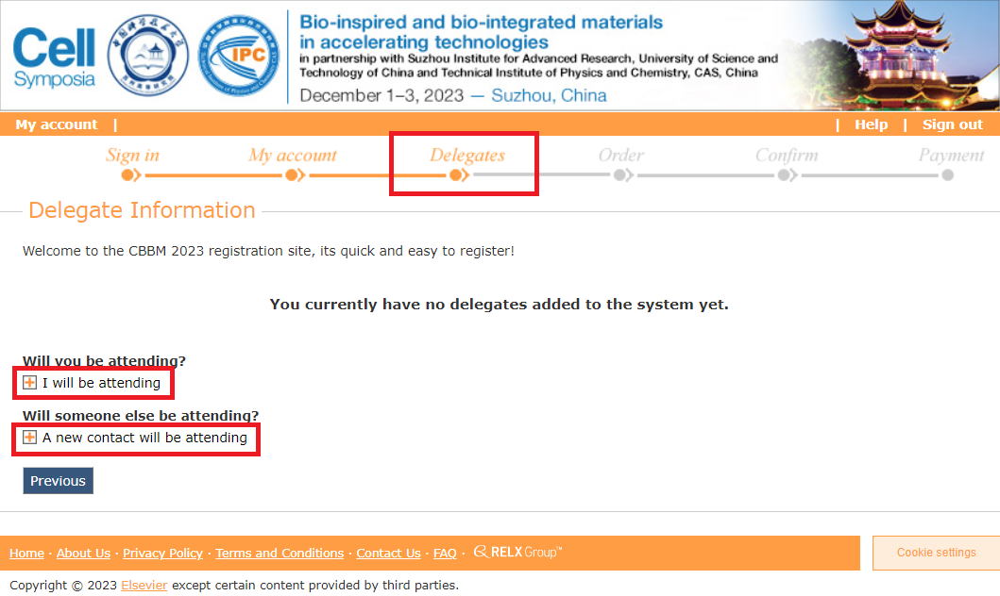 Cell
Symposia
IPC
Bio-inspired and bio-integrated materials
in accelerating technologies
in partnership with Suzhou Institute for Advanced Research, University of Science and
Technology of China and Technical Institute of Physics and Chemistry, CAS, China
December 1–3, 2023 — Suzhou, China
My account |
| Help | Sign out
Sign in My account Delegates Order Confirm Payment
Delegate Information
Welcome to the CBBM 2023 registration site, its quick and easy to register!
You currently have no delegates added to the system yet.
Will you be attending?
I will be attending
Will someone else be attending?
A new contact will be attending
Previous
Home · About Us · Privacy Policy · Terms and Conditions · Contact Us · FAQ · RELX Group™
Cookie settings
Copyright © 2023 Elsevier except certain content provided by third parties.